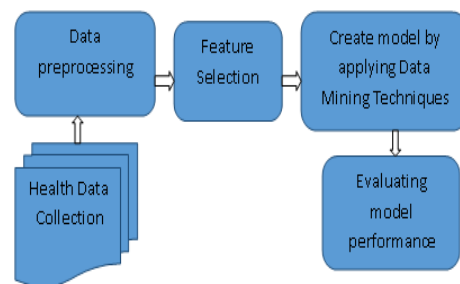 Health Data
Collection
Data
preprocessing
Feature
Selection
Create model by
applying Data
Mining Techniques
Evaluating
model
performance